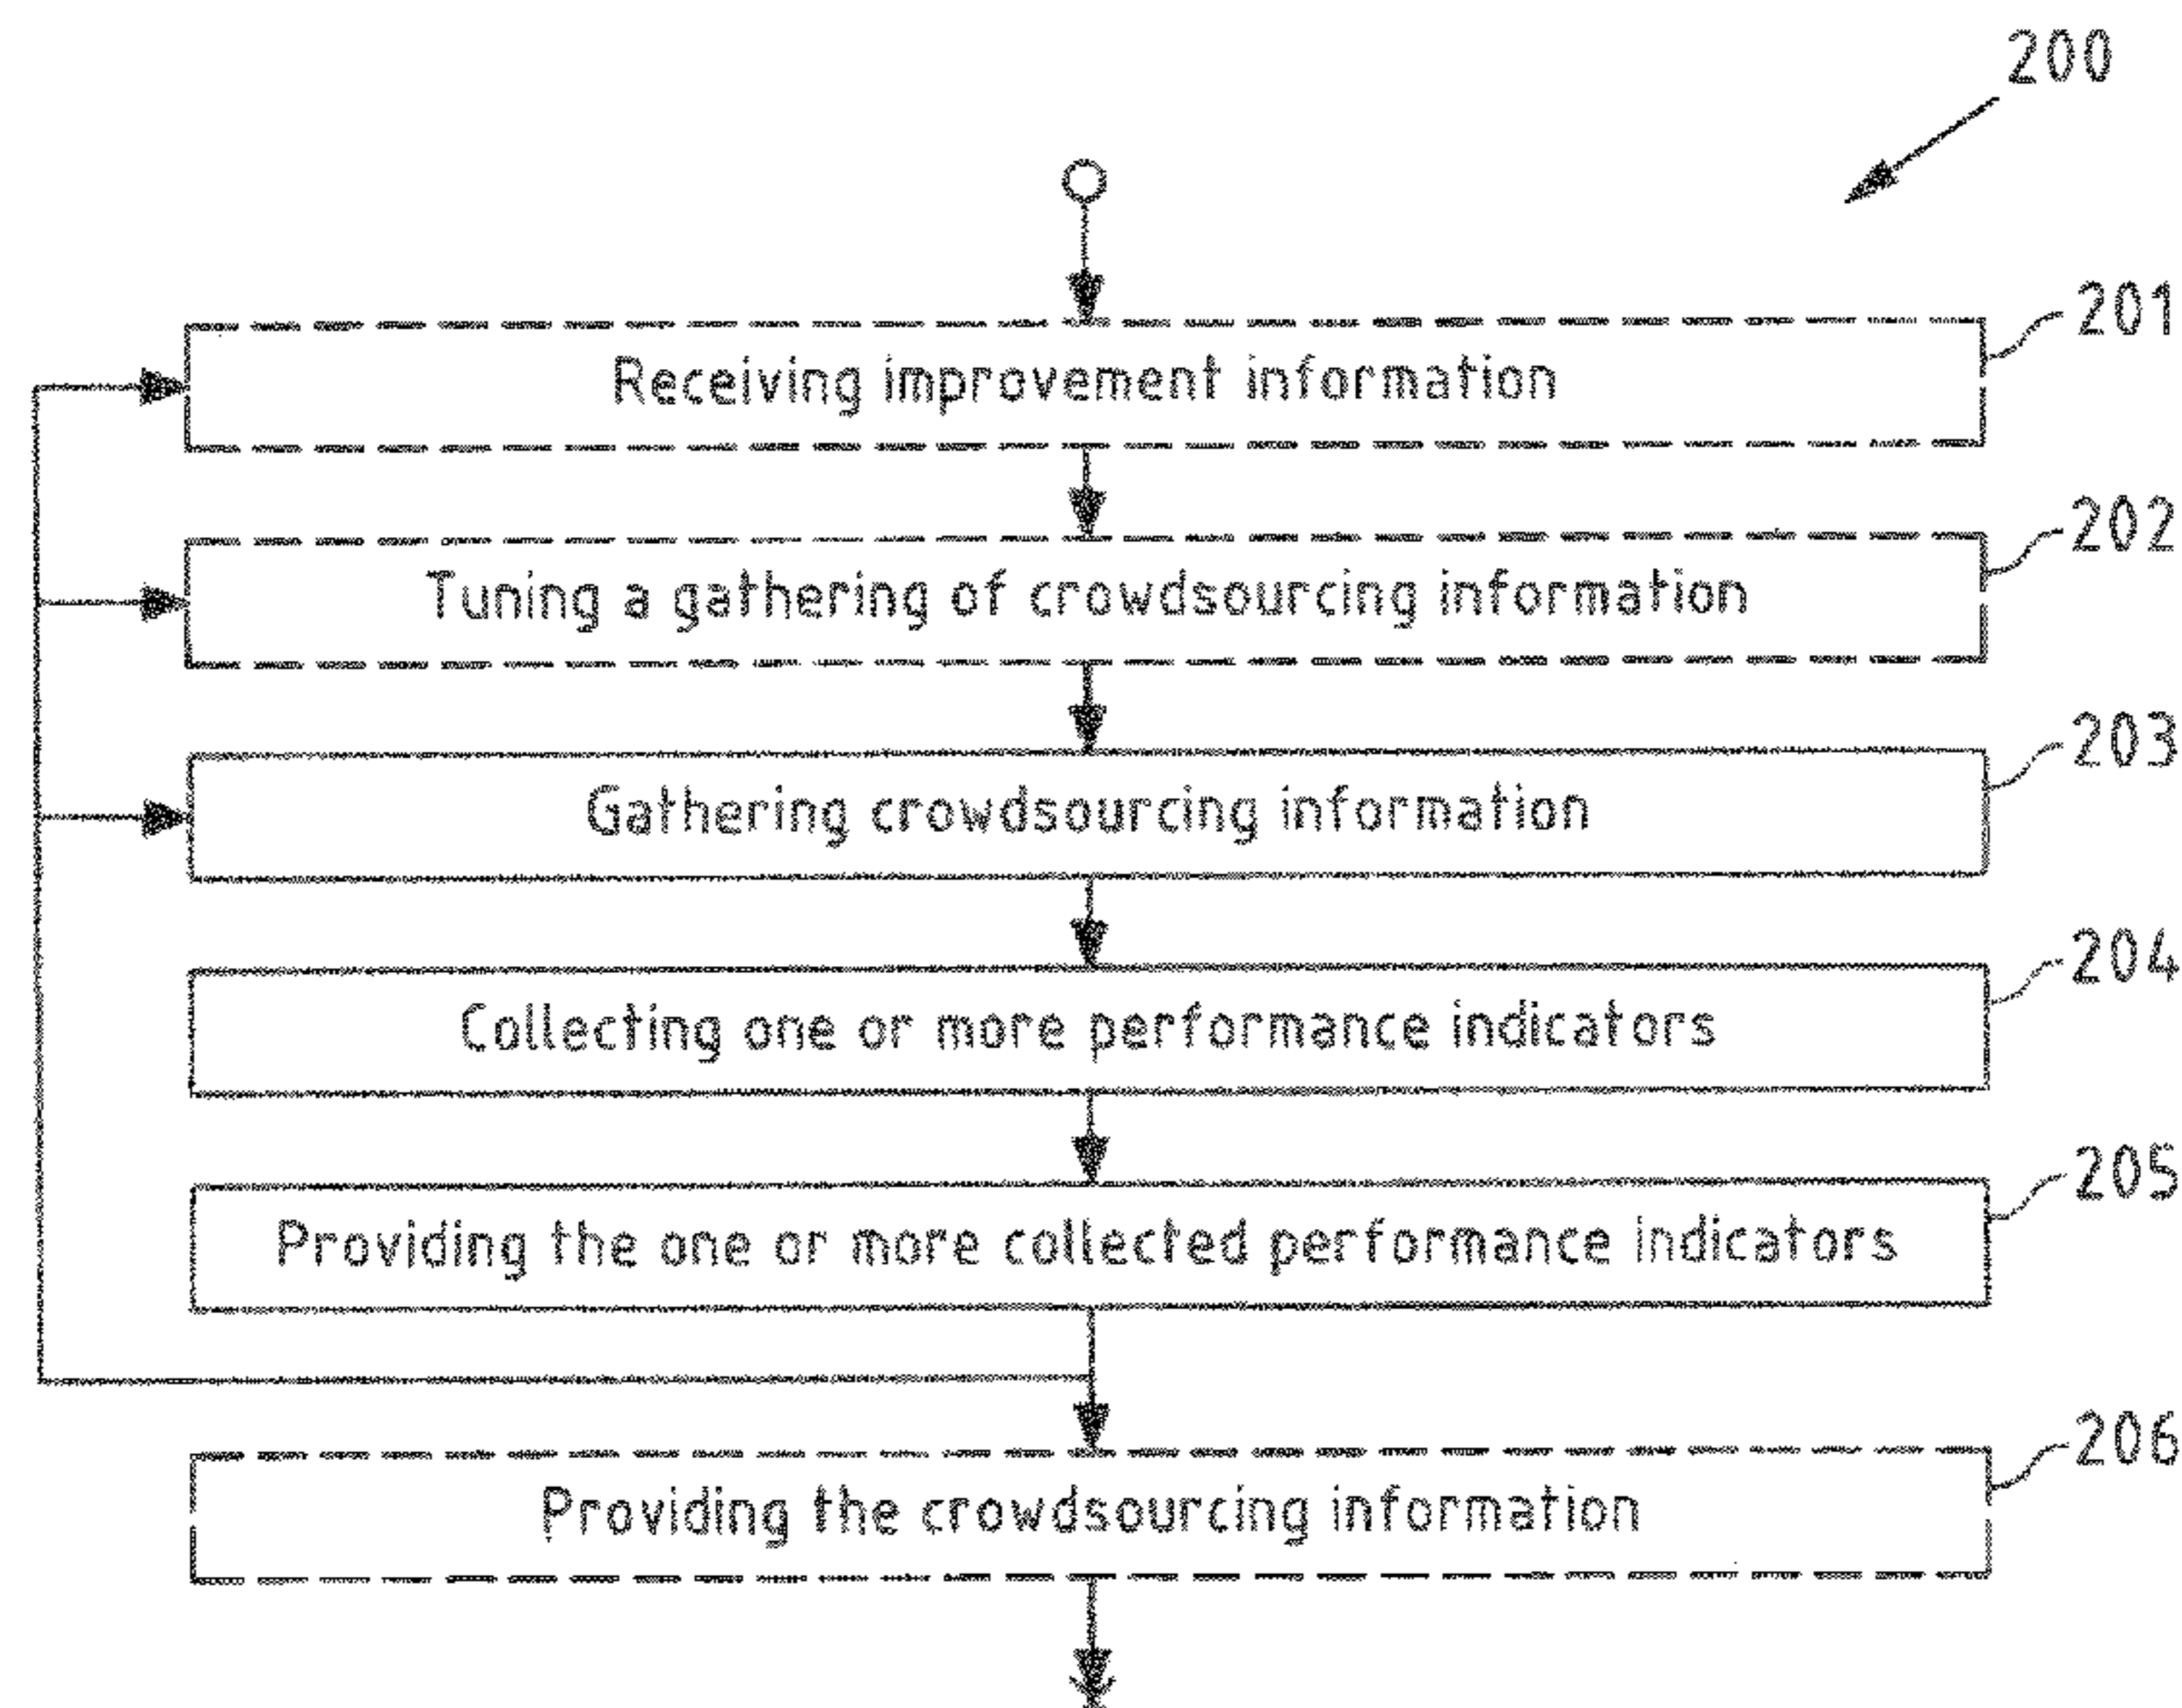 200
201
Receiving improvement information
202
Tuning a gathering of crowdsourcing information
203
Gathering crowdsourcing information
204
Collecting one or more performance indicators
205
Providing the one or more collected performance indicators
206
Providing the crowdsourcing information